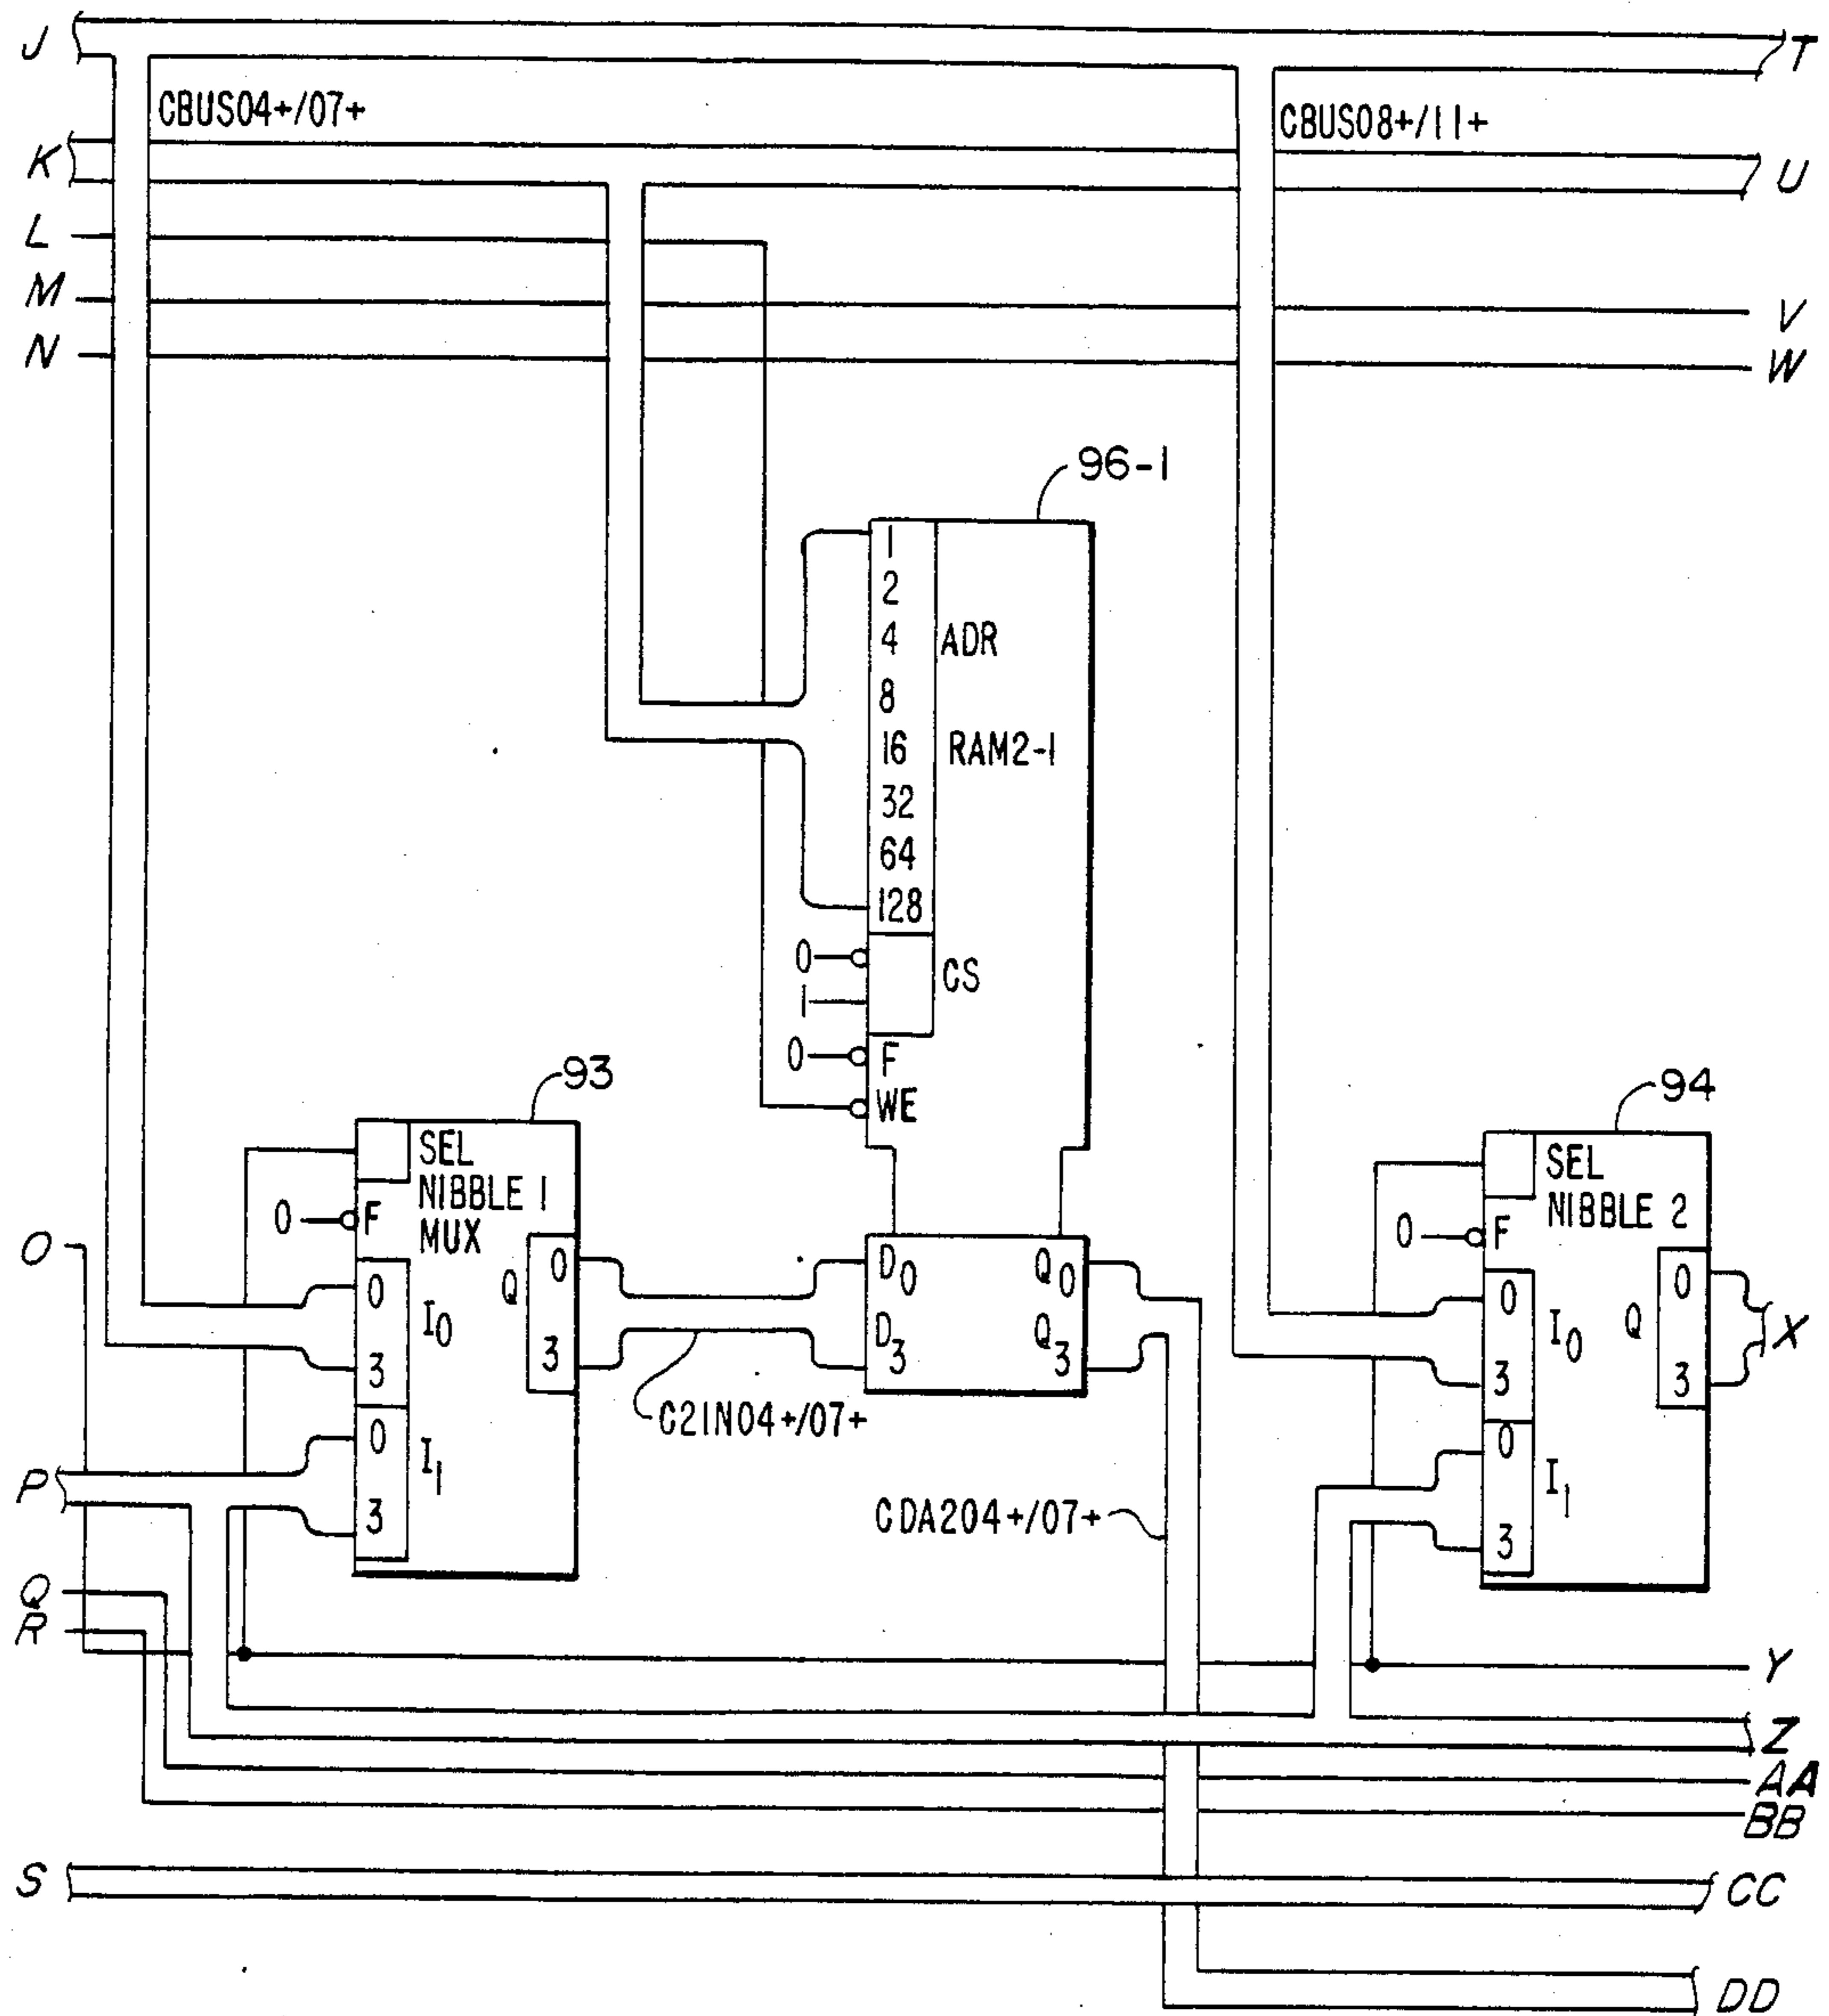 J
T
CBUS04+/07+
CBUS08+/11+
K
U
L
M
V
N
W
96-1
1
2
4
ADR
8
16
RAM2-1
32
64
128
0
CS
1
0
F
WE
93
SEL
NIBBLE 1
MUX
0
F
0
I0
3
0
I1
3
Q
0
3
D0
Q0
D3
Q3
C2IN04+/07+
CDA204+/07+
94
SEL
NIBBLE 2
0
F
0
I0
3
0
I1
3
Q
0
3
X
O
P
Q
R
Y
Z
AA
BB
S
CC
DD